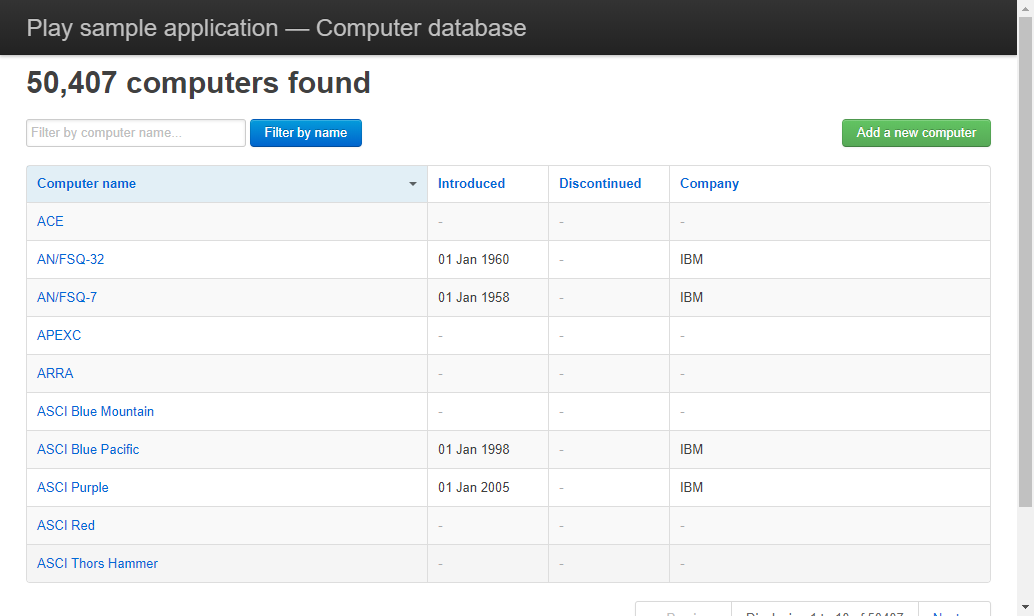 Play sample application — Computer database
50,407 computers found
Filter by computer name... Filter by name Add a new computer
Computer name Introduced Discontinued Company
ACE - - -
AN/FSQ-32 01 Jan 1960 - IBM
AN/FSQ-7 01 Jan 1958 - IBM
APEXC - - -
ARRA - - -
ASCI Blue Mountain - - -
ASCI Blue Pacific 01 Jan 1998 - IBM
ASCI Purple 01 Jan 2005 - IBM
ASCI Red - - -
ASCI Thors Hammer - - -